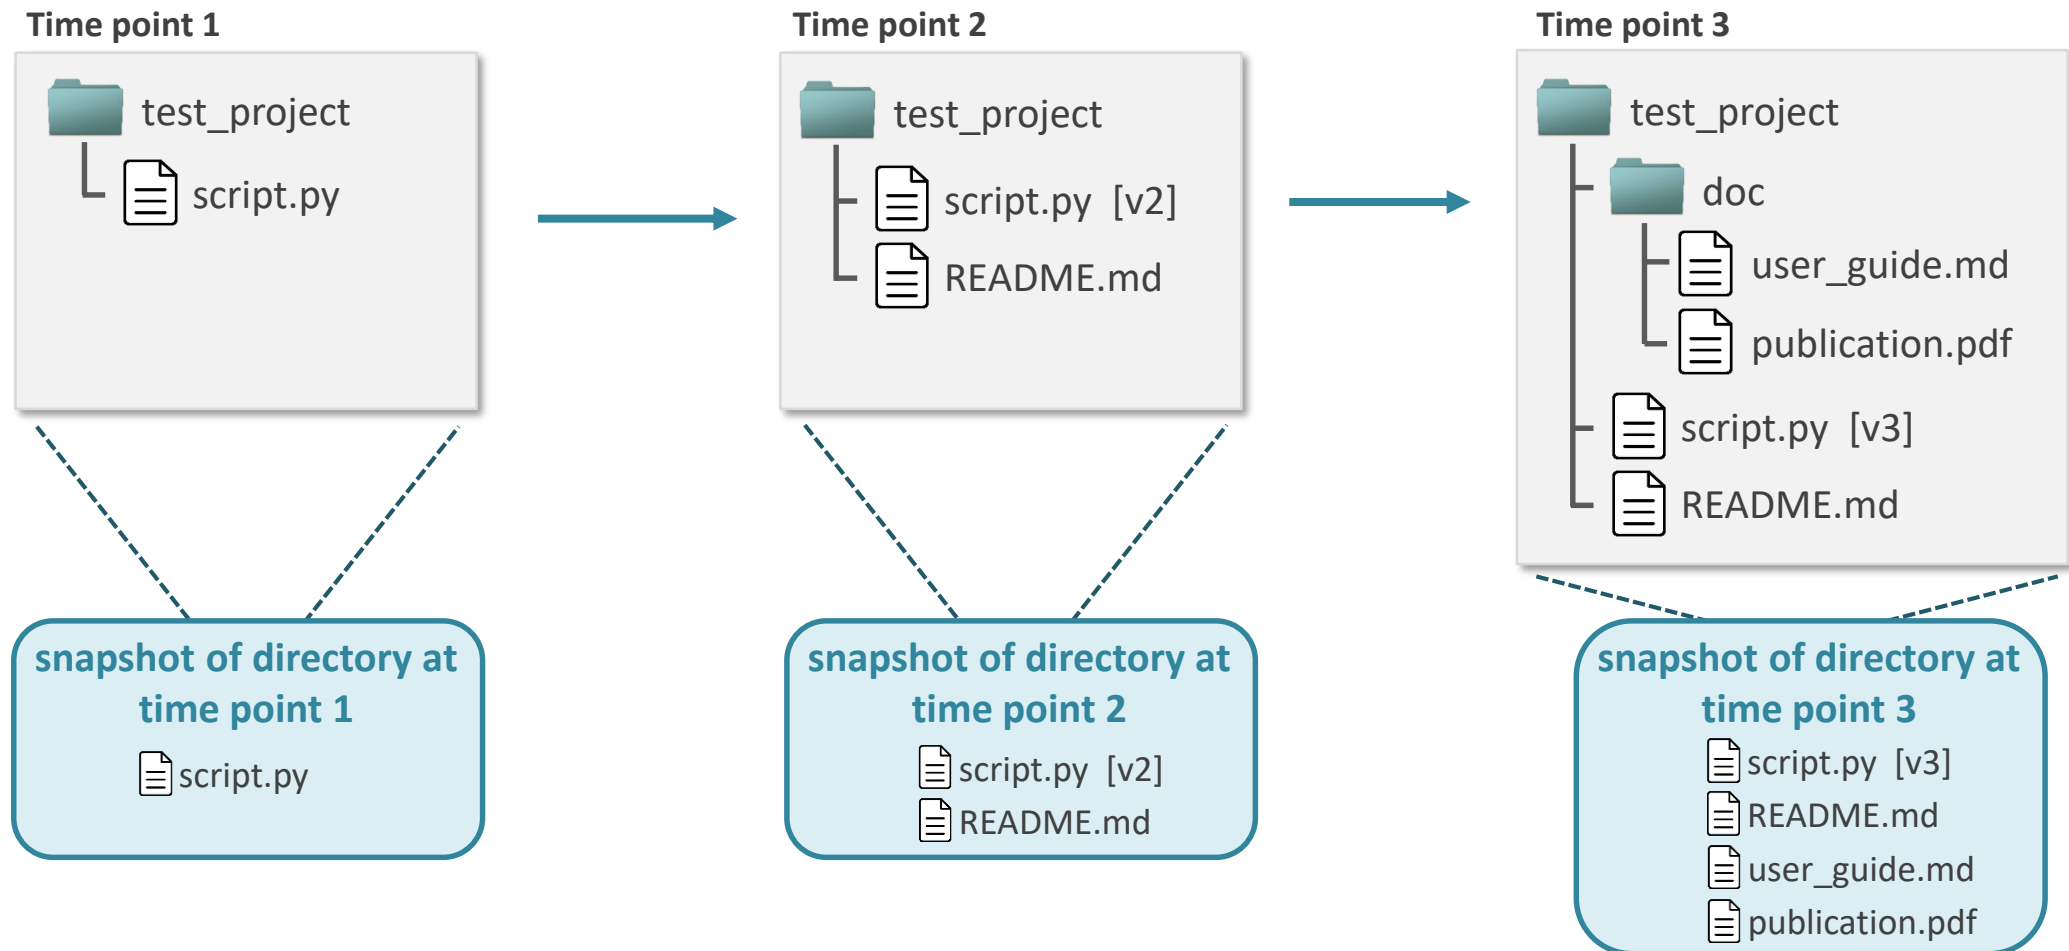 Time point 1
test_project
script.py
snapshot of directory at
time point 1
script.py
Time point 2
test_project
script.py [v2]
README.md
snapshot of directory at
time point 2
script.py [v2]
README.md
Time point 3
test_project
doc
user_guide.md
publication.pdf
script.py [v3]
README.md
snapshot of directory at
time point 3
script.py [v3]
README.md
user_guide.md
publication.pdf